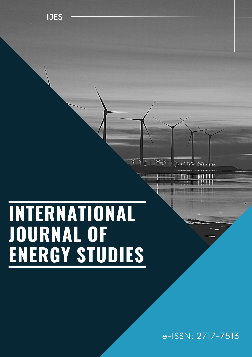 IJES
INTERNATIONAL
JOURNAL OF
ENERGY STUDIES
e-ISSN: 2717-7513